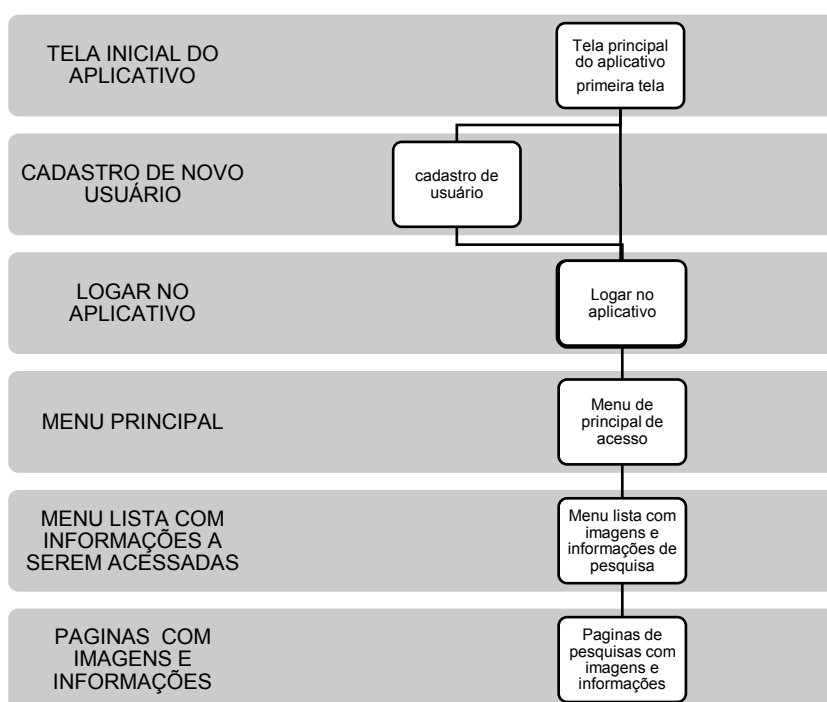 TELA INICIAL DO
APLICATIVO
Tela principal
do aplicativo
primeira tela
CADASTRO DE NOVO
USUÁRIO
cadastro de
usuário
LOGAR NO
APLICATIVO
Logar no
aplicativo
MENU PRINCIPAL
Menu de
principal de
acesso
MENU LISTA COM
INFORMAÇÕES A
SEREM ACESSADAS
Menu lista com
imagens e
informações de
pesquisa
PAGINAS COM
IMAGENS E
INFORMAÇÕES
Paginas de
pesquisas com
imagens e
informações